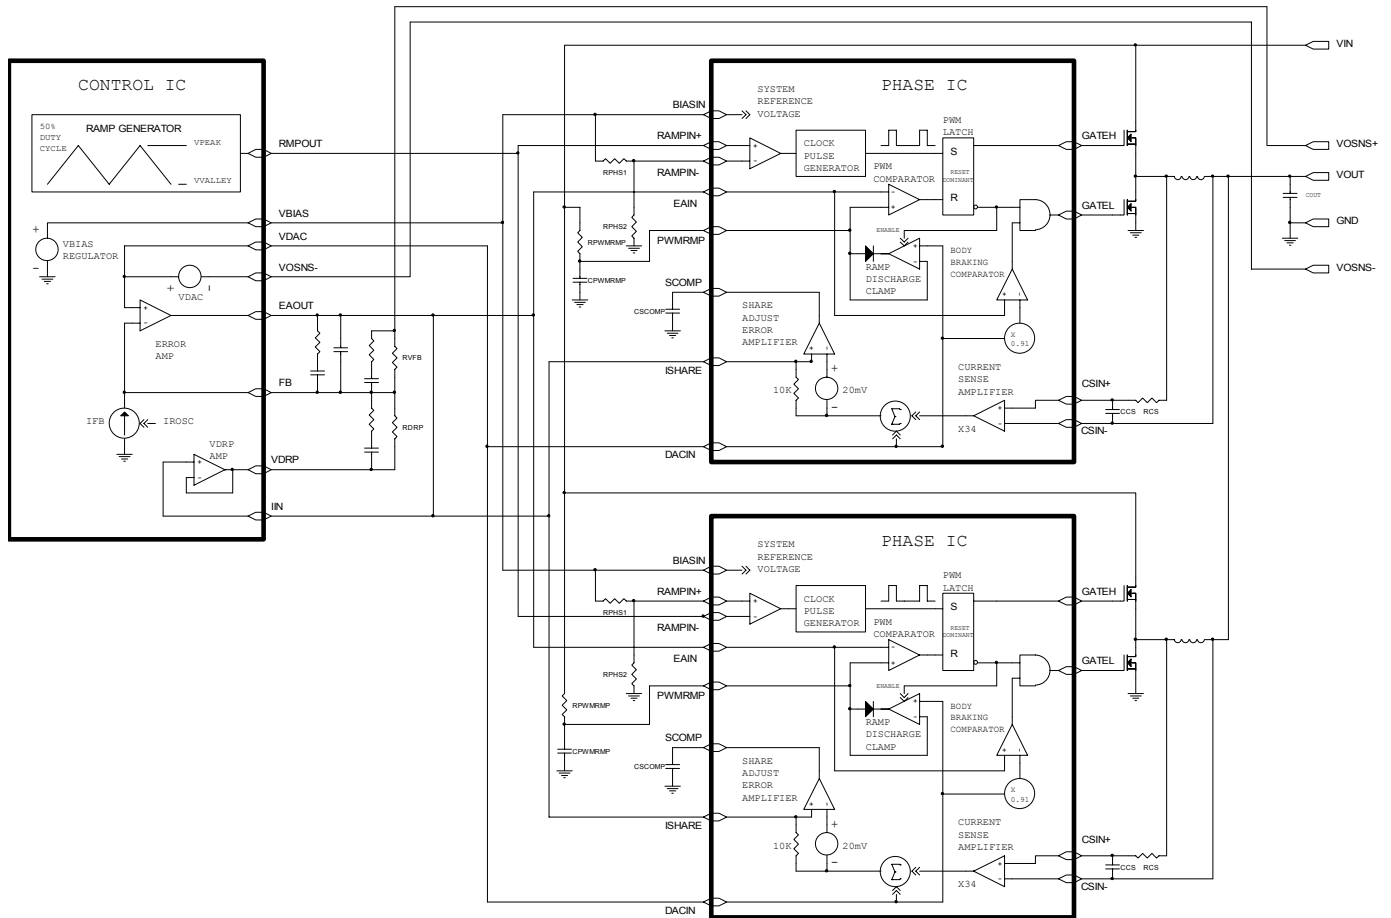 CONTROL IC
50%
DUTY
CYCLE
RAMP GENERATOR
VPEAK
VVALLEY
RMPOUT
VBIAS
+
-
VBIAS
REGULATOR
VDAC
VOSNS-
+
-
VDAC
EAOUT
+
-
ERROR
AMP
RVFB
FB
IFB
IROSC
RDRP
VDRP
AMP
+
-
VDRP
IIN
PHASE IC
BIASIN
SYSTEM
REFERENCE
VOLTAGE
RAMPIN+
RAMPIN-
RPHS1
+
-
CLOCK
PULSE
GENERATOR
PWM
LATCH
S
RESET
DOMINANT
R
PWM
COMPARATOR
-
+
EAIN
RPHS2
RPWMRMP
PWMRMP
CPWMRMP
ENABLE
+
-
RAMP
DISCHARGE
CLAMP
BODY
BRAKING
COMPARATOR
+
-
X
0.91
SCOMP
CSCOMP
SHARE
ADJUST
ERROR
AMPLIFIER
+
-
ISHARE
10K
+
-
20mV
CURRENT
SENSE
AMPLIFIER
+
-
X34
Σ
DACIN
GATEH
GATEL
CSIN+
CCS
RCS
CSIN-
VIN
VOSNS+
VOUT
COUT
GND
VOSNS-
PHASE IC
BIASIN
SYSTEM
REFERENCE
VOLTAGE
RAMPIN+
RPHS1
RAMPIN-
+
-
CLOCK
PULSE
GENERATOR
PWM
LATCH
S
RESET
DOMINANT
R
PWM
COMPARATOR
-
+
EAIN
RPHS2
PWMRMP
RPWMRMP
CPWMRMP
ENABLE
+
-
RAMP
DISCHARGE
CLAMP
BODY
BRAKING
COMPARATOR
+
-
X
0.91
SCOMP
CSCOMP
SHARE
ADJUST
ERROR
AMPLIFIER
+
-
ISHARE
10K
+
-
20mV
CURRENT
SENSE
AMPLIFIER
+
-
X34
Σ
DACIN
GATEH
GATEL
CSIN+
CCS
RCS
CSIN-